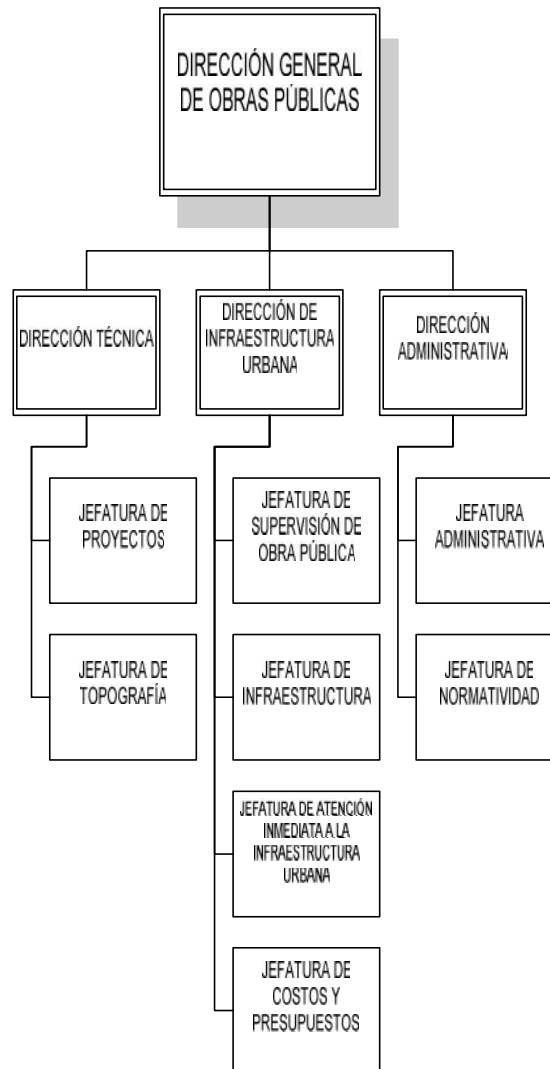 DIRECCIÓN GENERAL
DE OBRAS PÚBLICAS
DIRECCIÓN TÉCNICA
DIRECCIÓN DE
INFRAESTRUCTURA
URBANA
DIRECCIÓN
ADMINISTRATIVA
JEFATURA DE
PROYECTOS
JEFATURA DE
SUPERVISIÓN DE
OBRA PÚBLICA
JEFATURA
ADMINISTRATIVA
JEFATURA DE
TOPOGRAFÍA
JEFATURA DE
INFRAESTRUCTURA
JEFATURA DE
NORMATIVIDAD
JEFATURA DE ATENCIÓN
INMEDIATA A LA
INFRAESTRUCTURA
URBANA
JEFATURA DE
COSTOS Y
PRESUPUESTOS